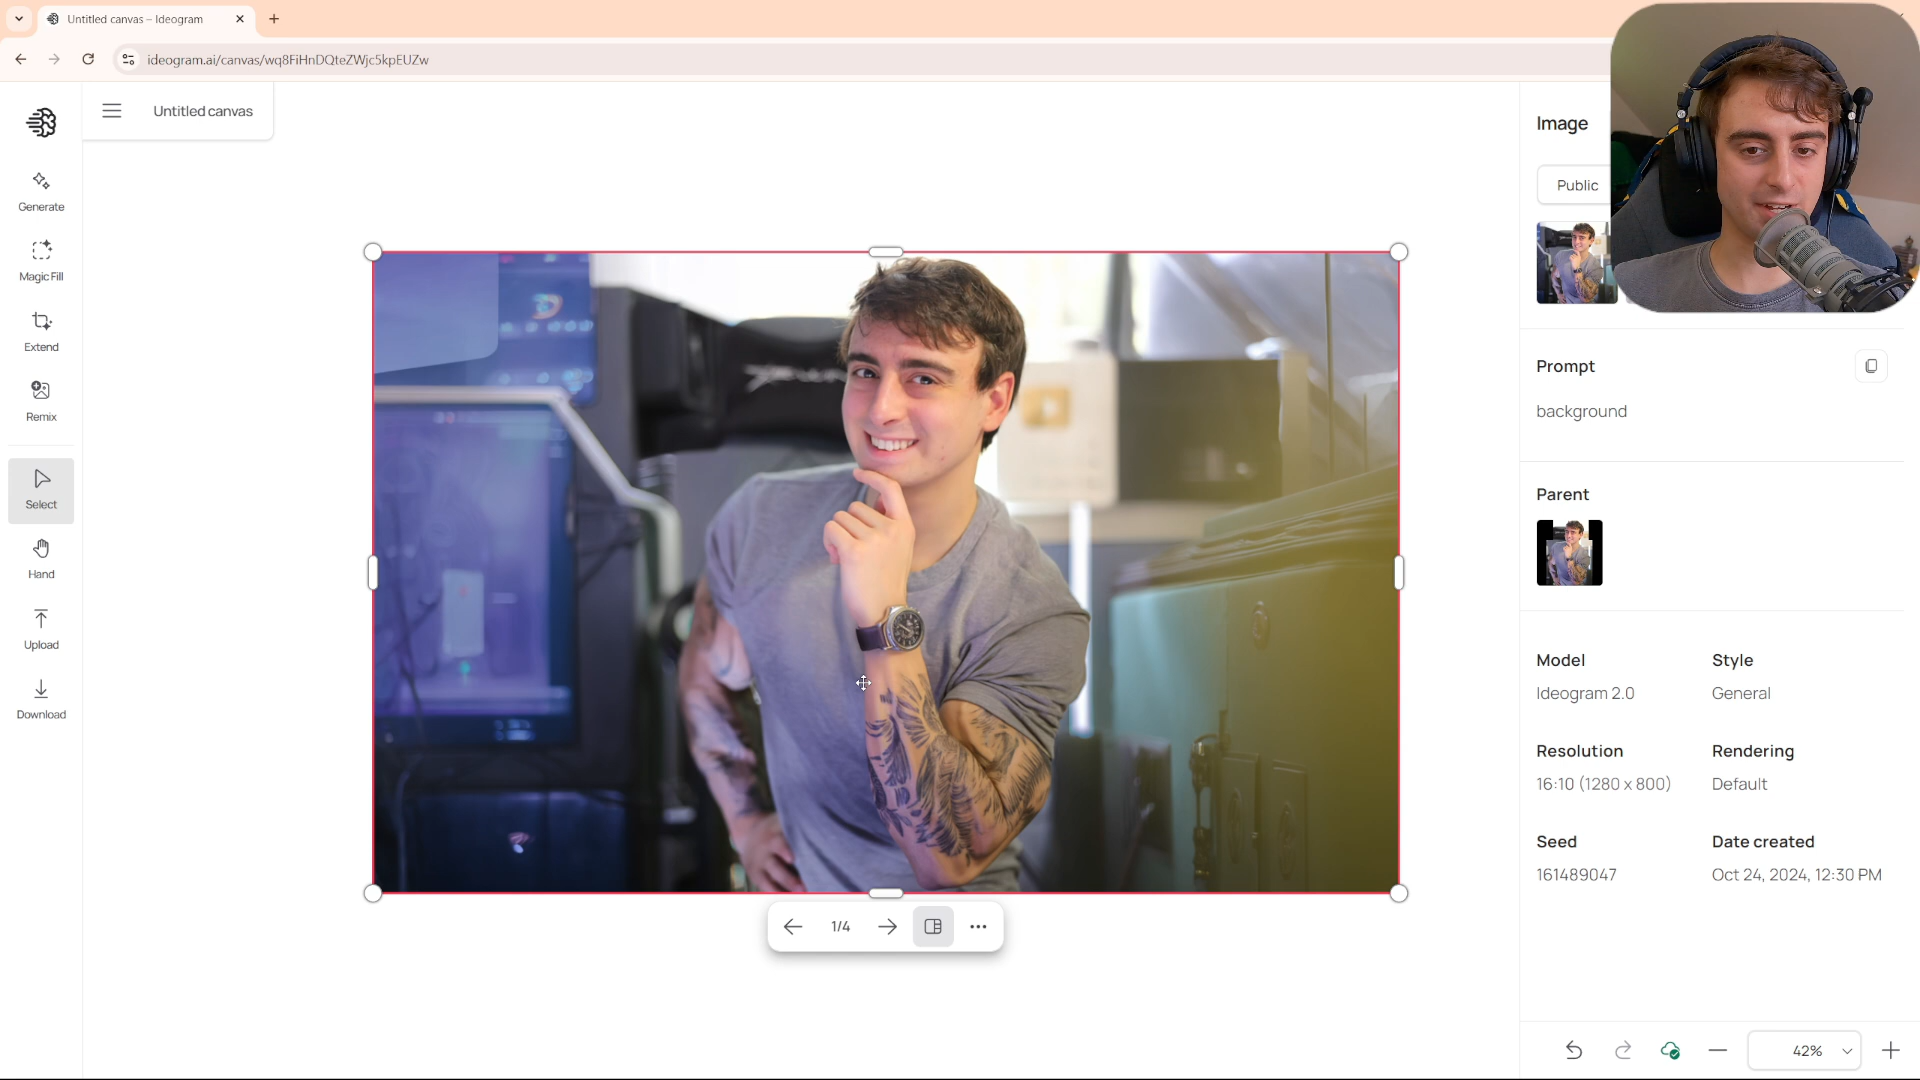 Untitled canvas – Ideogram
ideogram.ai/canvas/wq8FiHnDQteZWjc5kpEUZw
Untitled canvas
Generate
Magic Fill
Extend
Remix
Select
Hand
Upload
Download
1/4
Image
Public
Prompt
background
Parent
Model
Style
Ideogram 2.0
General
Resolution
Rendering
16:10 (1280 x 800)
Default
Seed
Date created
161489047
Oct 24, 2024, 12:30 PM
42%